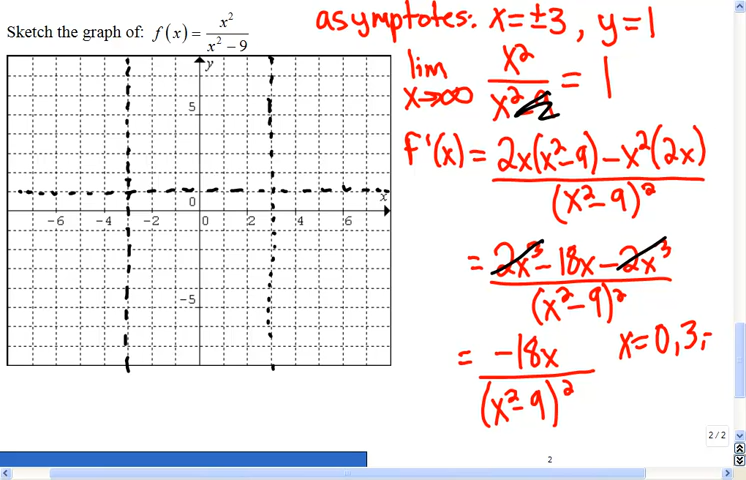 Sketch the graph of: f(x) = x²/(x² − 9)
asymptotes: x=±3, y=1
lim x→∞ x²/(x²−9) = 1
f'(x) = (2x(x²−9) − x²(2x))/(x²−9)²
= (2x³ − 18x − 2x³)/(x²−9)²
= −18x/(x²−9)²
x=0,3,-
y
5
x
0
-6 -4 -2 0 2 4 6
-5
2/2
2